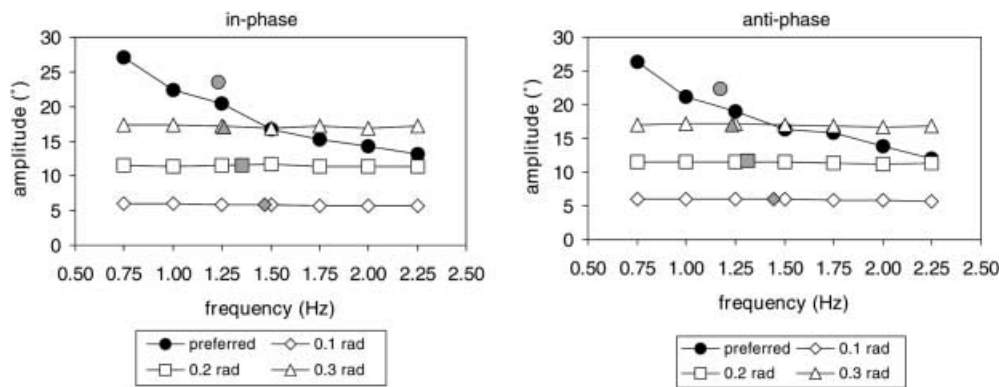 in-phase
30
25
20
15
10
5
0
amplitude (°)
0.50 0.75 1.00 1.25 1.50 1.75 2.00 2.25 2.50
frequency (Hz)
preferred 0.1 rad
0.2 rad 0.3 rad
anti-phase
30
25
20
15
10
5
0
amplitude (°)
0.50 0.75 1.00 1.25 1.50 1.75 2.00 2.25 2.50
frequency (Hz)
preferred 0.1 rad
0.2 rad 0.3 rad